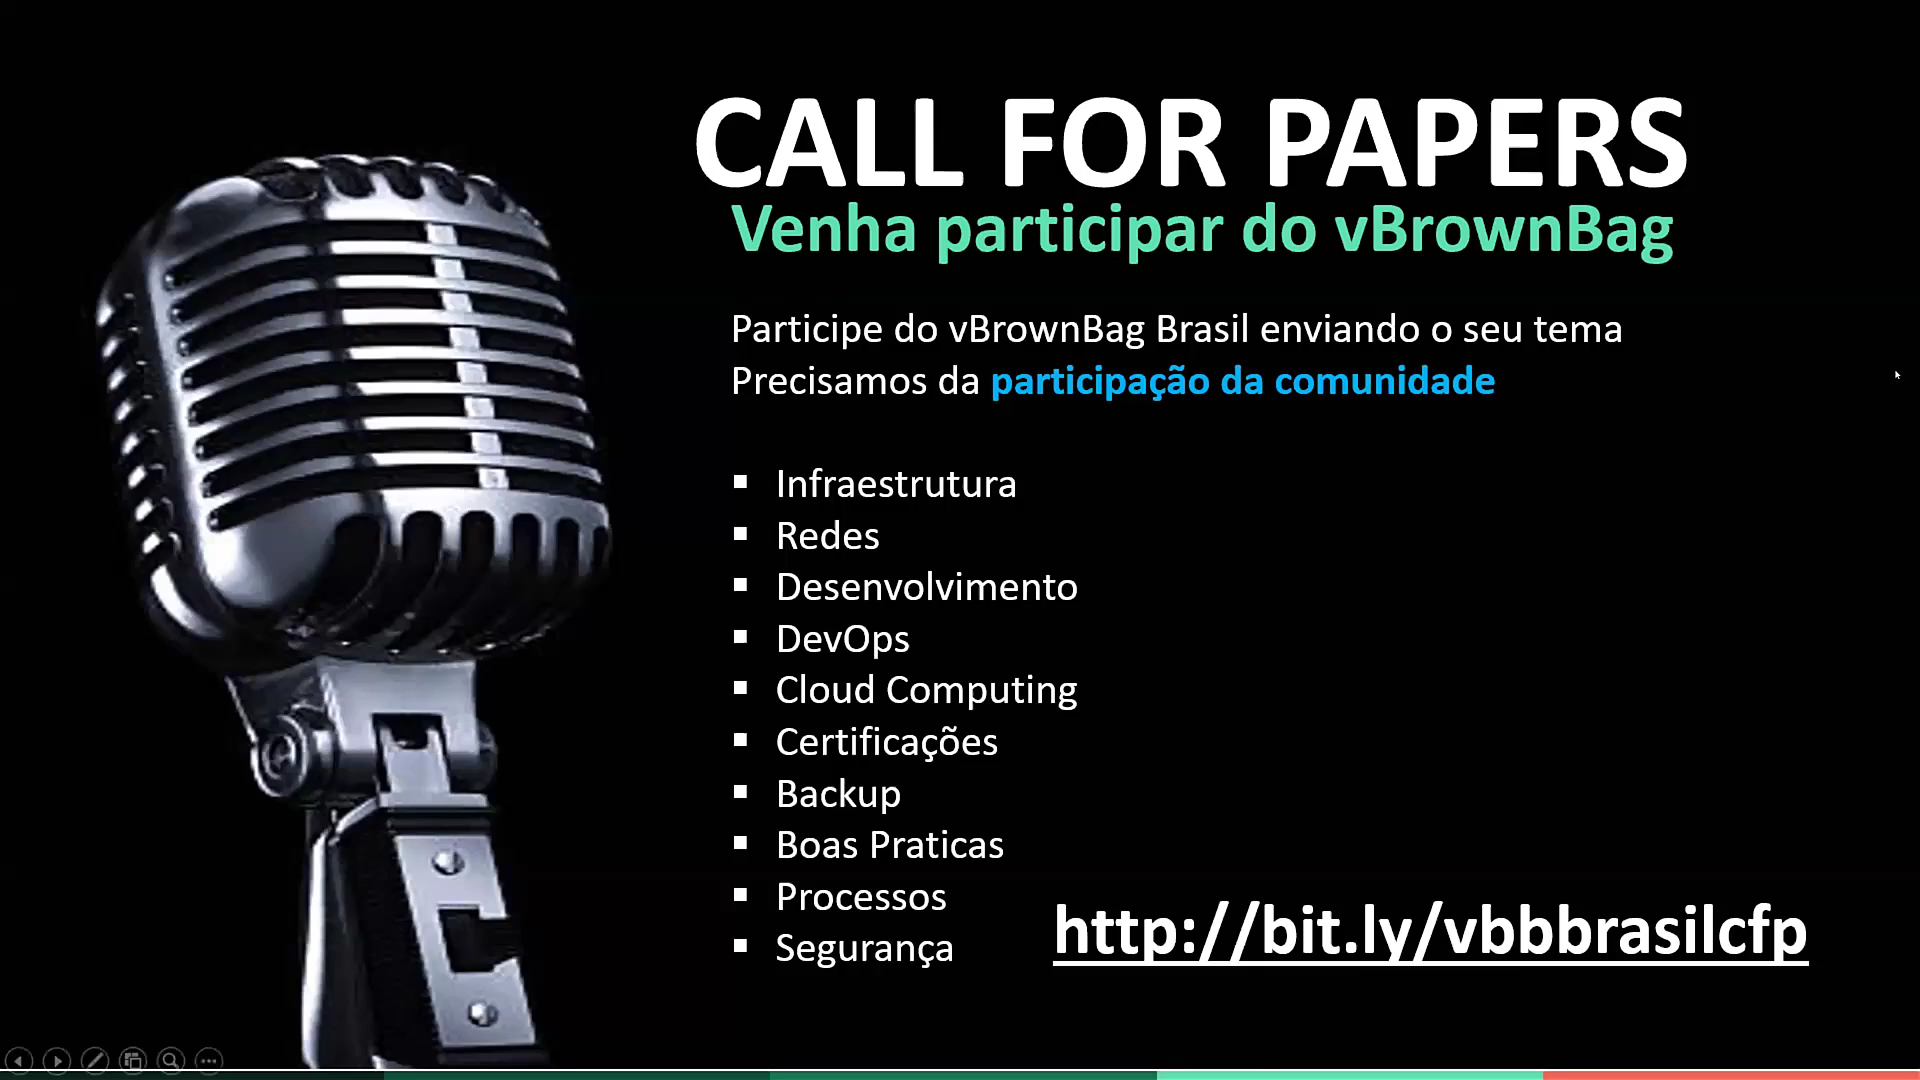 CALL FOR PAPERS
Venha participar do vBrownBag
Participe do vBrownBag Brasil enviando o seu tema
Precisamos da participação da comunidade
Infraestrutura
Redes
Desenvolvimento
DevOps
Cloud Computing
Certificações
Backup
Boas Praticas
Processos
Segurança
http://bit.ly/vbbbrasilcfp